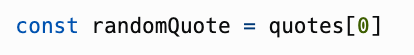 const randomQuote = quotes[0]